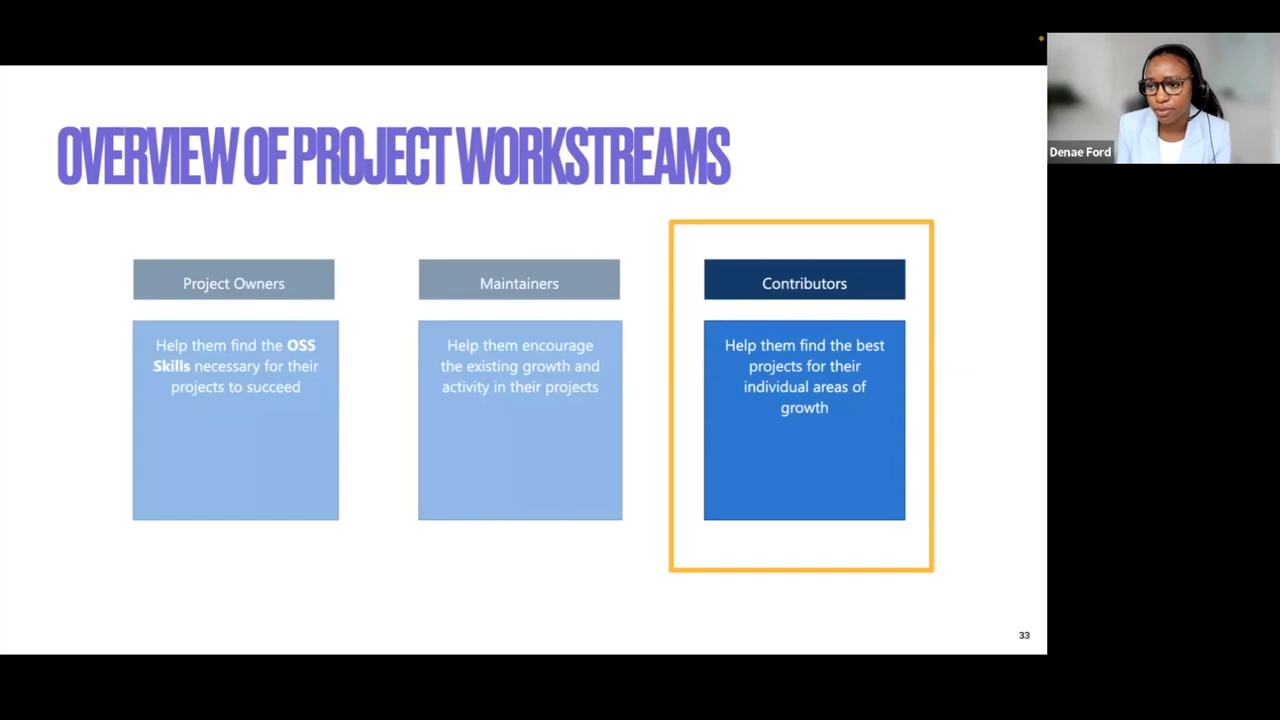 OVERVIEW OF PROJECT WORKSTREAMS
Project Owners
Help them find the OSS
Skills necessary for their
projects to succeed
Maintainers
Help them encourage
the existing growth and
activity in their projects
Contributors
Help them find the best
projects for their
individual areas of
growth
33
Denae Ford